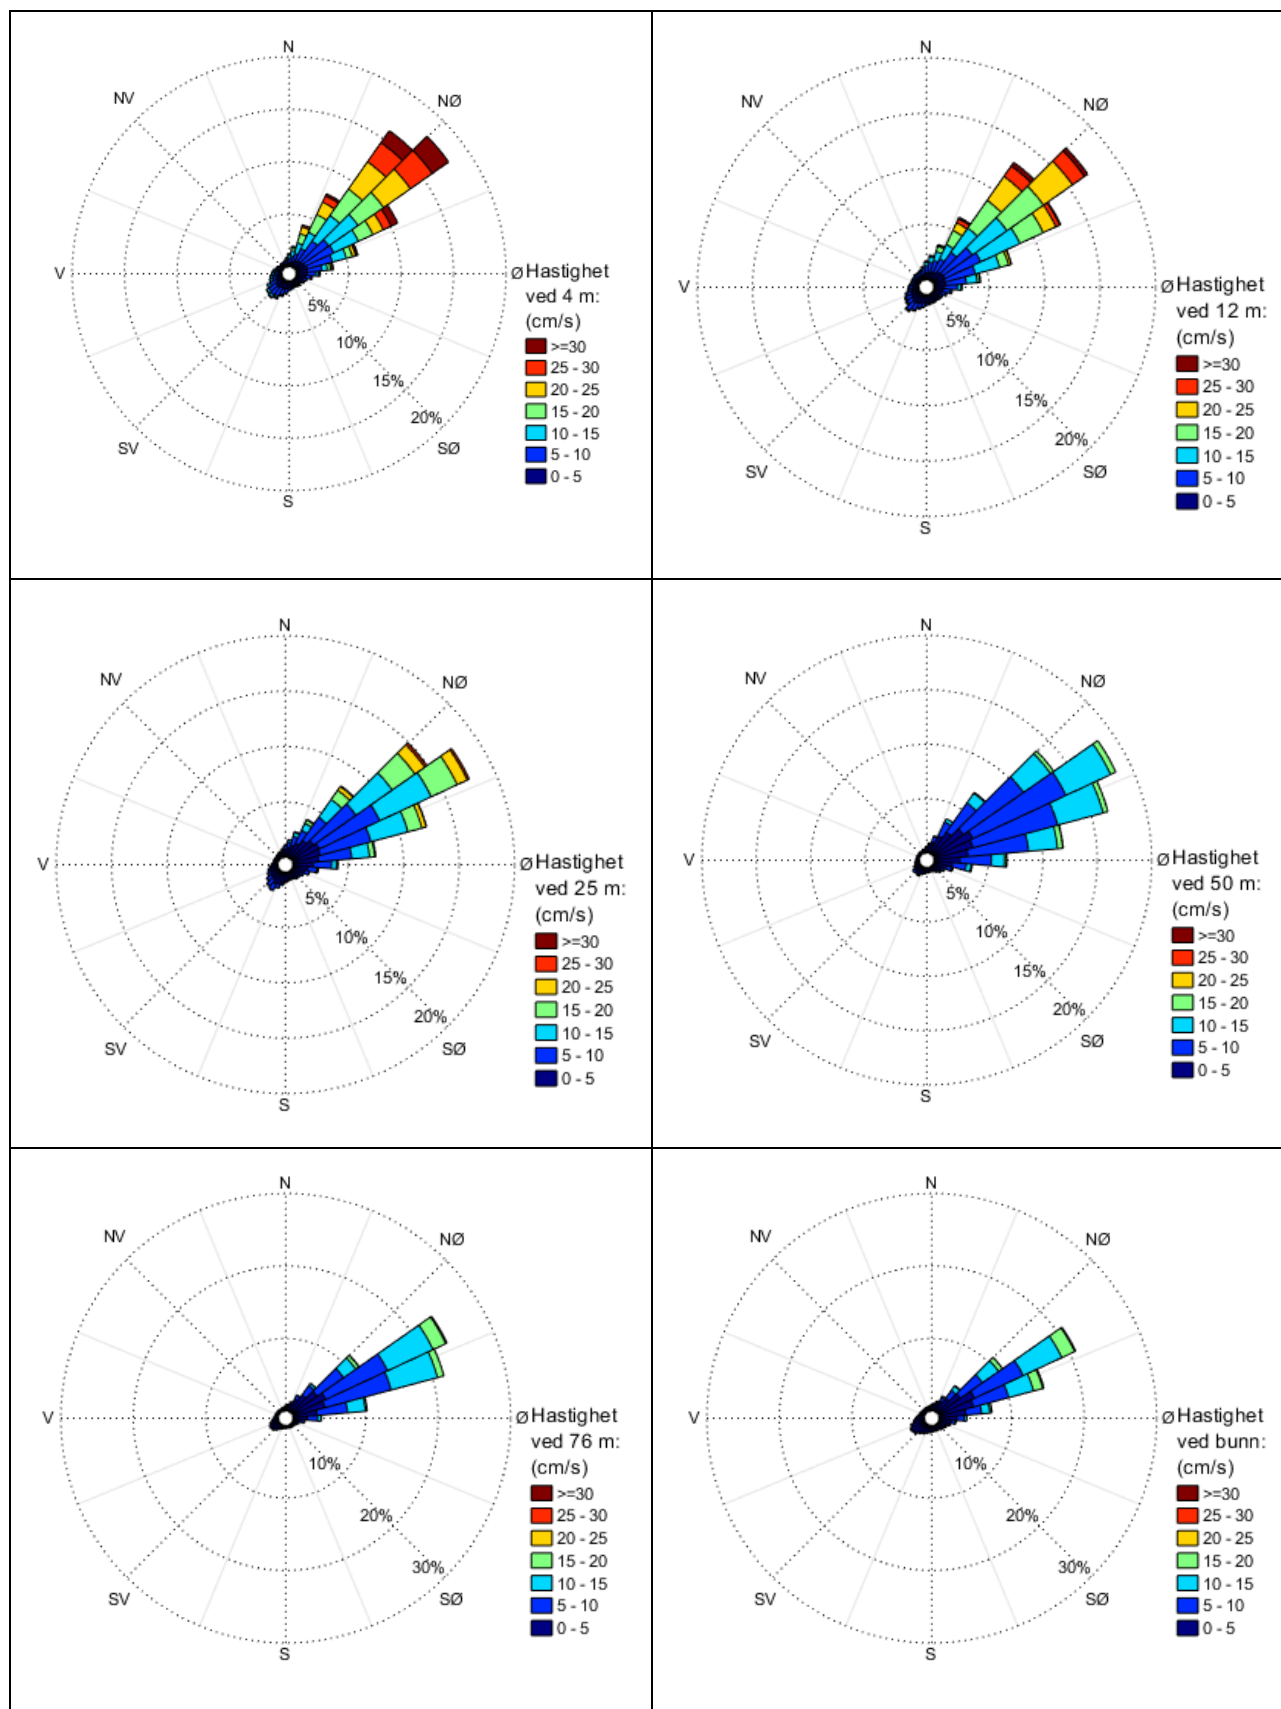 N
NV
NØ
V
Ø
Hastighet
ved 4 m:
(cm/s)
>=30
25 - 30
20 - 25
15 - 20
10 - 15
5 - 10
0 - 5
5%
10%
15%
20%
SV
SØ
S
N
NV
NØ
V
Ø
Hastighet
ved 12 m:
(cm/s)
>=30
25 - 30
20 - 25
15 - 20
10 - 15
5 - 10
0 - 5
5%
10%
15%
20%
SV
SØ
S
N
NV
NØ
V
Ø
Hastighet
ved 25 m:
(cm/s)
>=30
25 - 30
20 - 25
15 - 20
10 - 15
5 - 10
0 - 5
5%
10%
15%
20%
SV
SØ
S
N
NV
NØ
V
Ø
Hastighet
ved 50 m:
(cm/s)
>=30
25 - 30
20 - 25
15 - 20
10 - 15
5 - 10
0 - 5
5%
10%
15%
20%
SV
SØ
S
N
NV
NØ
V
Ø
Hastighet
ved 76 m:
(cm/s)
>=30
25 - 30
20 - 25
15 - 20
10 - 15
5 - 10
0 - 5
10%
20%
30%
SV
SØ
S
N
NV
NØ
V
Ø
Hastighet
ved bunn:
(cm/s)
>=30
25 - 30
20 - 25
15 - 20
10 - 15
5 - 10
0 - 5
10%
20%
30%
SV
SØ
S